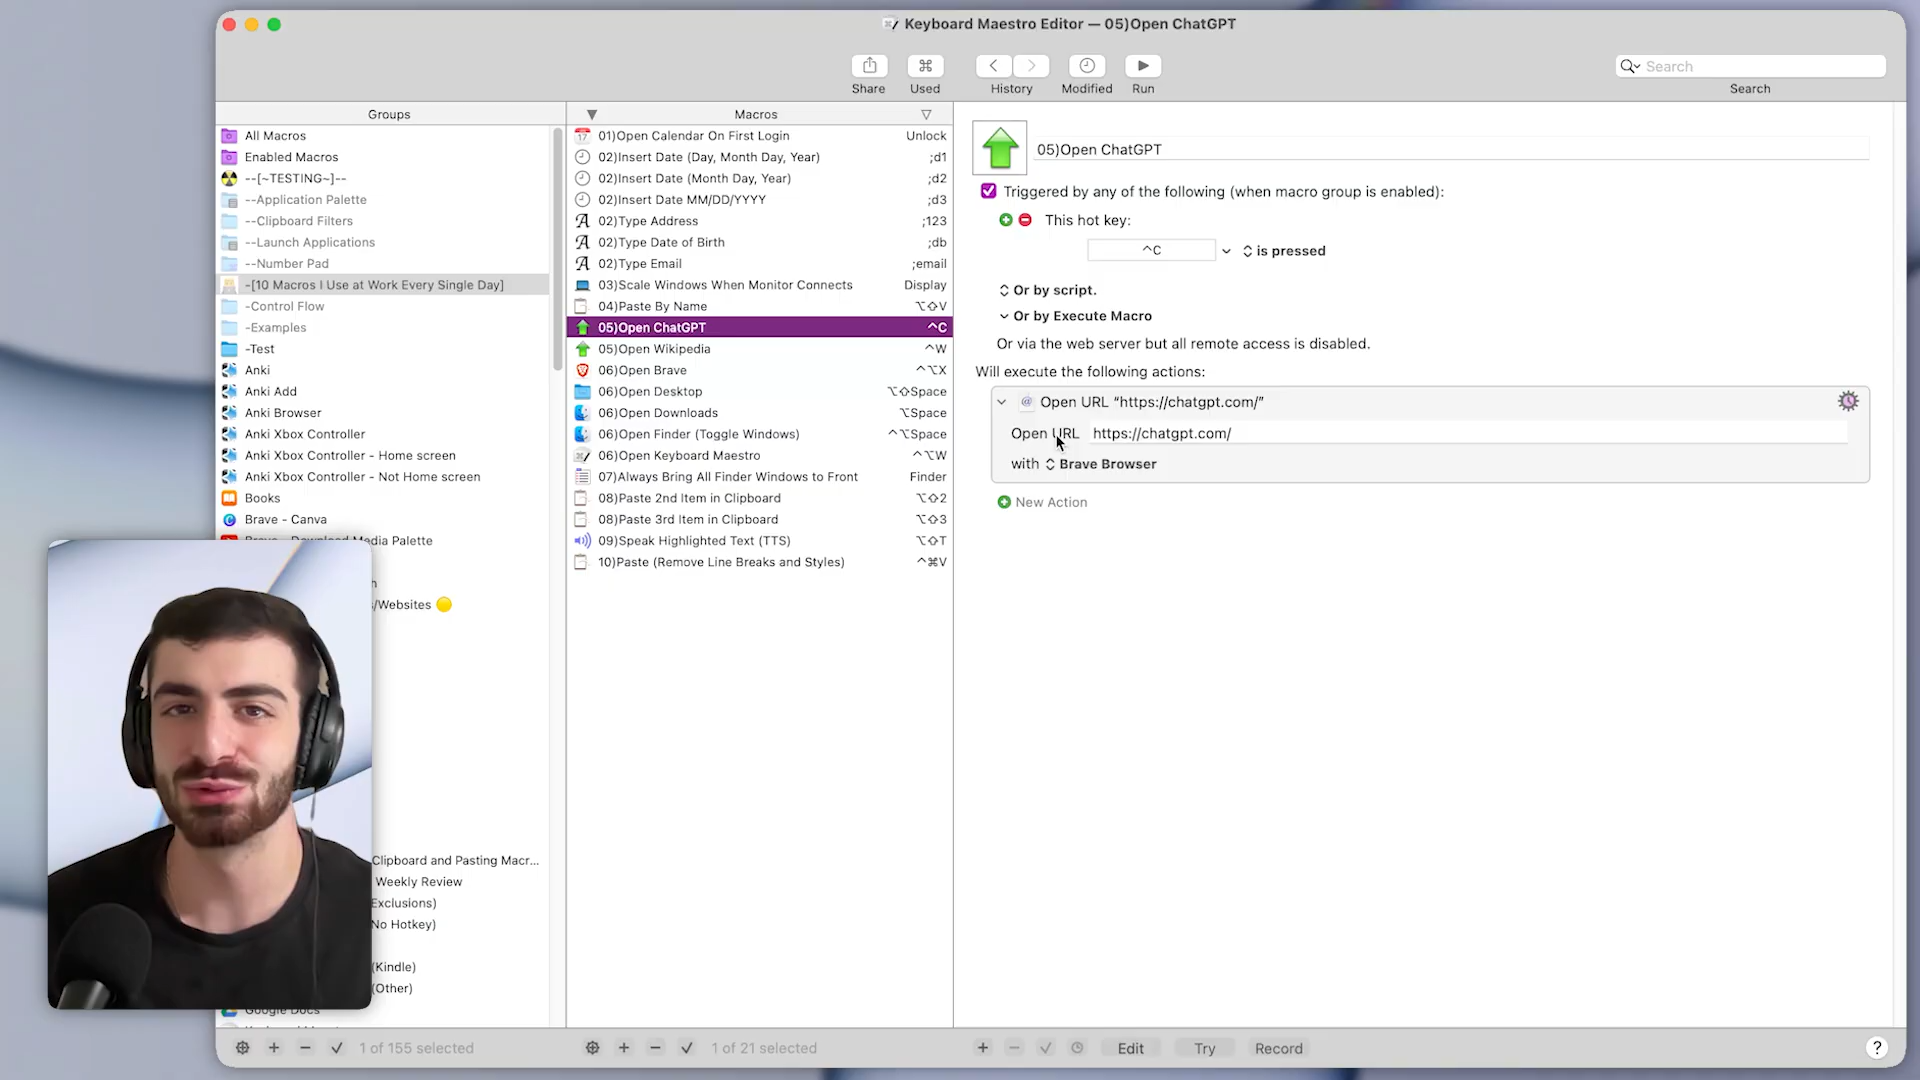 Keyboard Maestro Editor — 05)Open ChatGPT
Share
Used
History
Modified
Run
Search
Search
Groups
All Macros
Enabled Macros
--[~TESTING~]--
--Application Palette
--Clipboard Filters
--Launch Applications
--Number Pad
-[10 Macros I Use at Work Every Single Day]
-Control Flow
-Examples
-Test
Anki
Anki Add
Anki Browser
Anki Xbox Controller
Anki Xbox Controller - Home screen
Anki Xbox Controller - Not Home screen
Books
Brave - Canva
Brave - Download Media Palette
s/Websites
Clipboard and Pasting Macr...
Weekly Review
Exclusions)
No Hotkey)
(Kindle)
(Other)
Google Docs
1 of 155 selected
Macros
01)Open Calendar On First Login Unlock
02)Insert Date (Day, Month Day, Year) ;d1
02)Insert Date (Month Day, Year) ;d2
02)Insert Date MM/DD/YYYY ;d3
02)Type Address ;123
02)Type Date of Birth ;db
02)Type Email ;email
03)Scale Windows When Monitor Connects Display
04)Paste By Name ⌥⇧V
05)Open ChatGPT ^C
05)Open Wikipedia ^W
06)Open Brave ^⌥X
06)Open Desktop ⌥⇧Space
06)Open Downloads ⌥Space
06)Open Finder (Toggle Windows) ^⌥Space
06)Open Keyboard Maestro ^⌥W
07)Always Bring All Finder Windows to Front Finder
08)Paste 2nd Item in Clipboard ⌥⇧2
08)Paste 3rd Item in Clipboard ⌥⇧3
09)Speak Highlighted Text (TTS) ⌥⇧T
10)Paste (Remove Line Breaks and Styles) ^⌘V
1 of 21 selected
05)Open ChatGPT
Triggered by any of the following (when macro group is enabled):
This hot key:
^C is pressed
Or by script.
Or by Execute Macro
Or via the web server but all remote access is disabled.
Will execute the following actions:
Open URL “https://chatgpt.com/”
Open URL https://chatgpt.com/
with Brave Browser
New Action
Edit
Try
Record
?